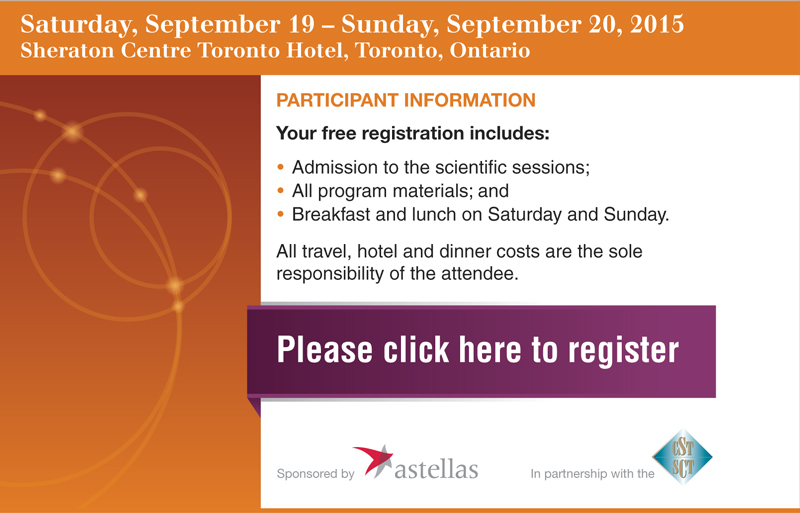 Saturday, September 19 – Sunday, September 20, 2015
Sheraton Centre Toronto Hotel, Toronto, Ontario
PARTICIPANT INFORMATION
Your free registration includes:
• Admission to the scientific sessions;
• All program materials; and
• Breakfast and lunch on Saturday and Sunday.
All travel, hotel and dinner costs are the sole
responsibility of the attendee.
Please click here to register
Sponsored by astellas
In partnership with the CST
SCT